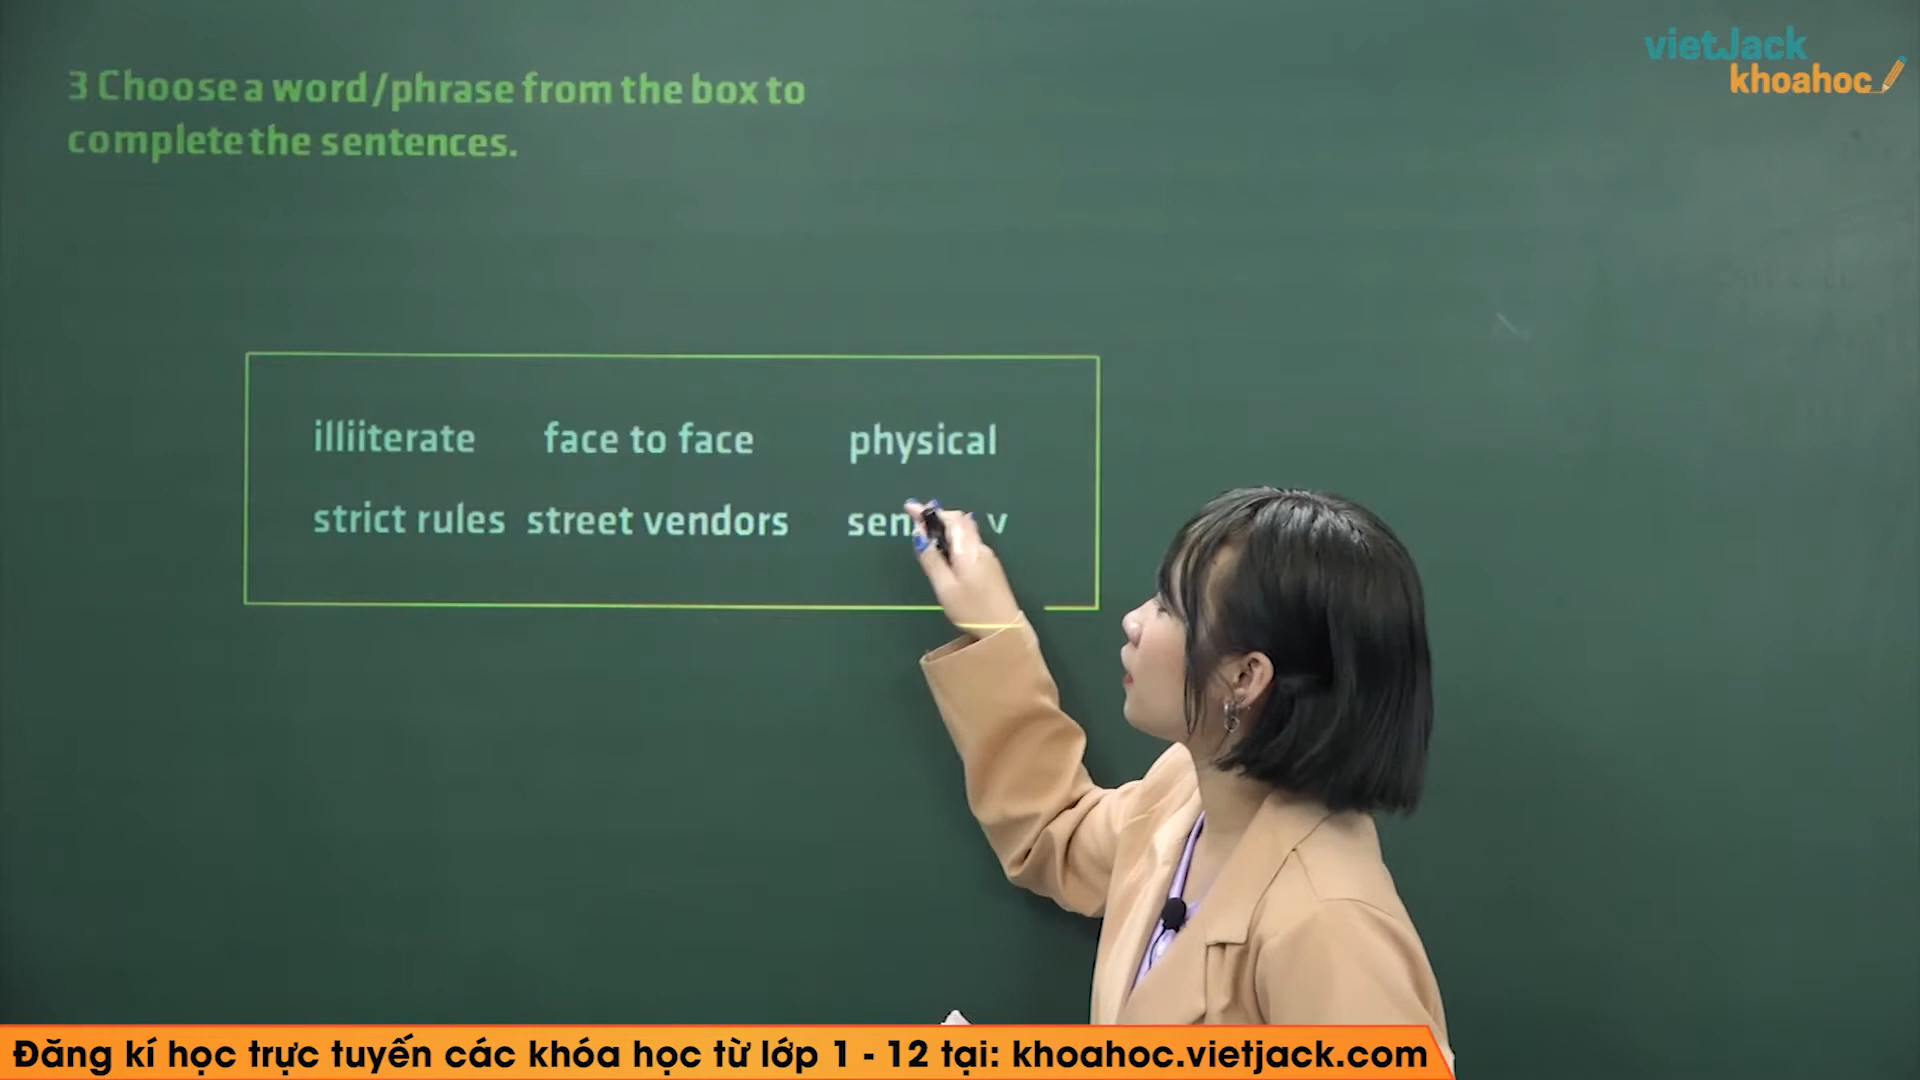 vietJack
khoahoc
3 Choose a word/phrase from the box to
complete the sentences.
illiiterate face to face physical
strict rules street vendors
Đăng kí học trực tuyến các khóa học từ lớp 1 - 12 tại: khoahoc.vietjack.com